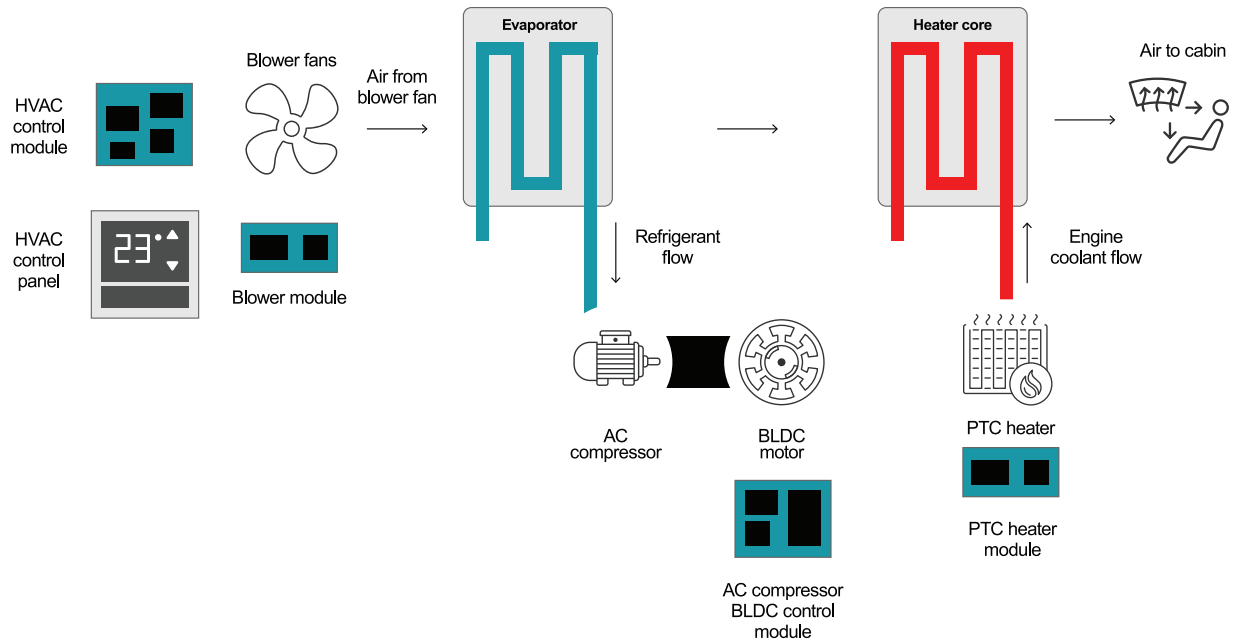 Evaporator
Heater core
Blower fans
Air to cabin
Air from
blower fan
HVAC
control
module
HVAC
control
panel
23°
Blower module
Refrigerant
flow
Engine
coolant flow
AC
compressor
BLDC
motor
PTC heater
AC compressor
BLDC control
module
PTC heater
module